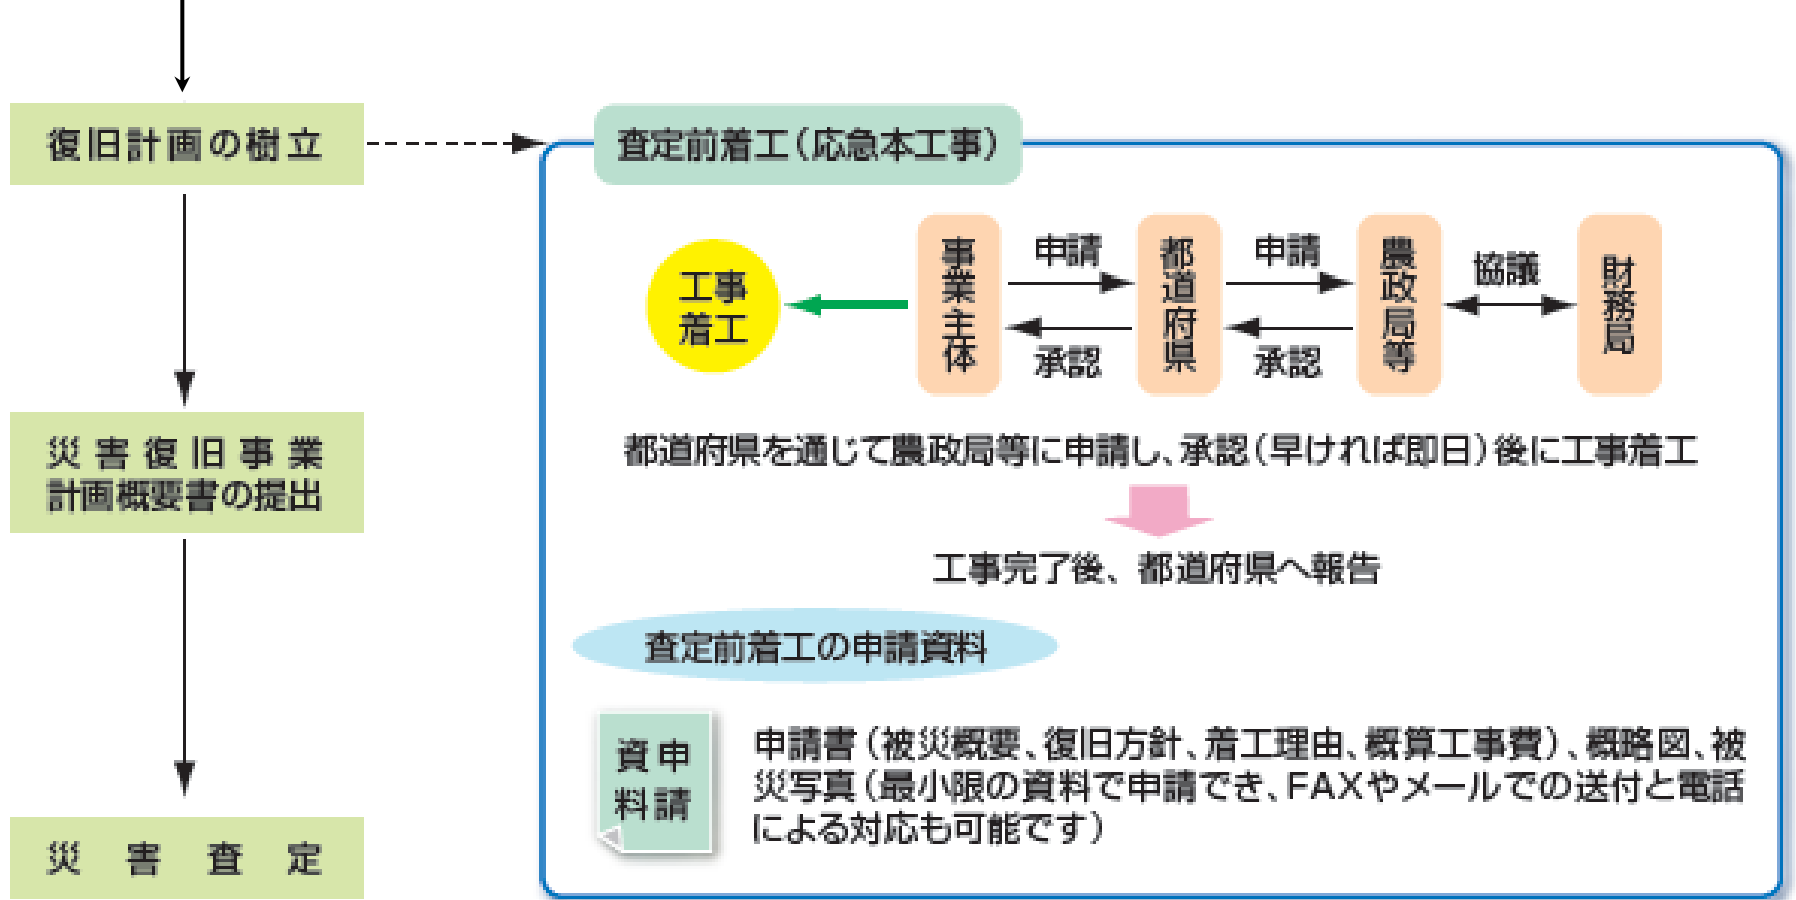 復旧計画の樹立
災害復旧事業
計画概要書の提出
災害査定
査定前着工（応急本工事）
工事
着工
事業主体
申請
承認
都道府県
申請
承認
農政局等
協議
財務局
都道府県を通じて農政局等に申請し、承認（早ければ即日）後に工事着工
工事完了後、都道府県へ報告
査定前着工の申請資料
申請
資料
申請書（被災概要、復旧方針、着工理由、概算工事費）、概略図、被
災写真（最小限の資料で申請でき、FAXやメールでの送付と電話
による対応も可能です）